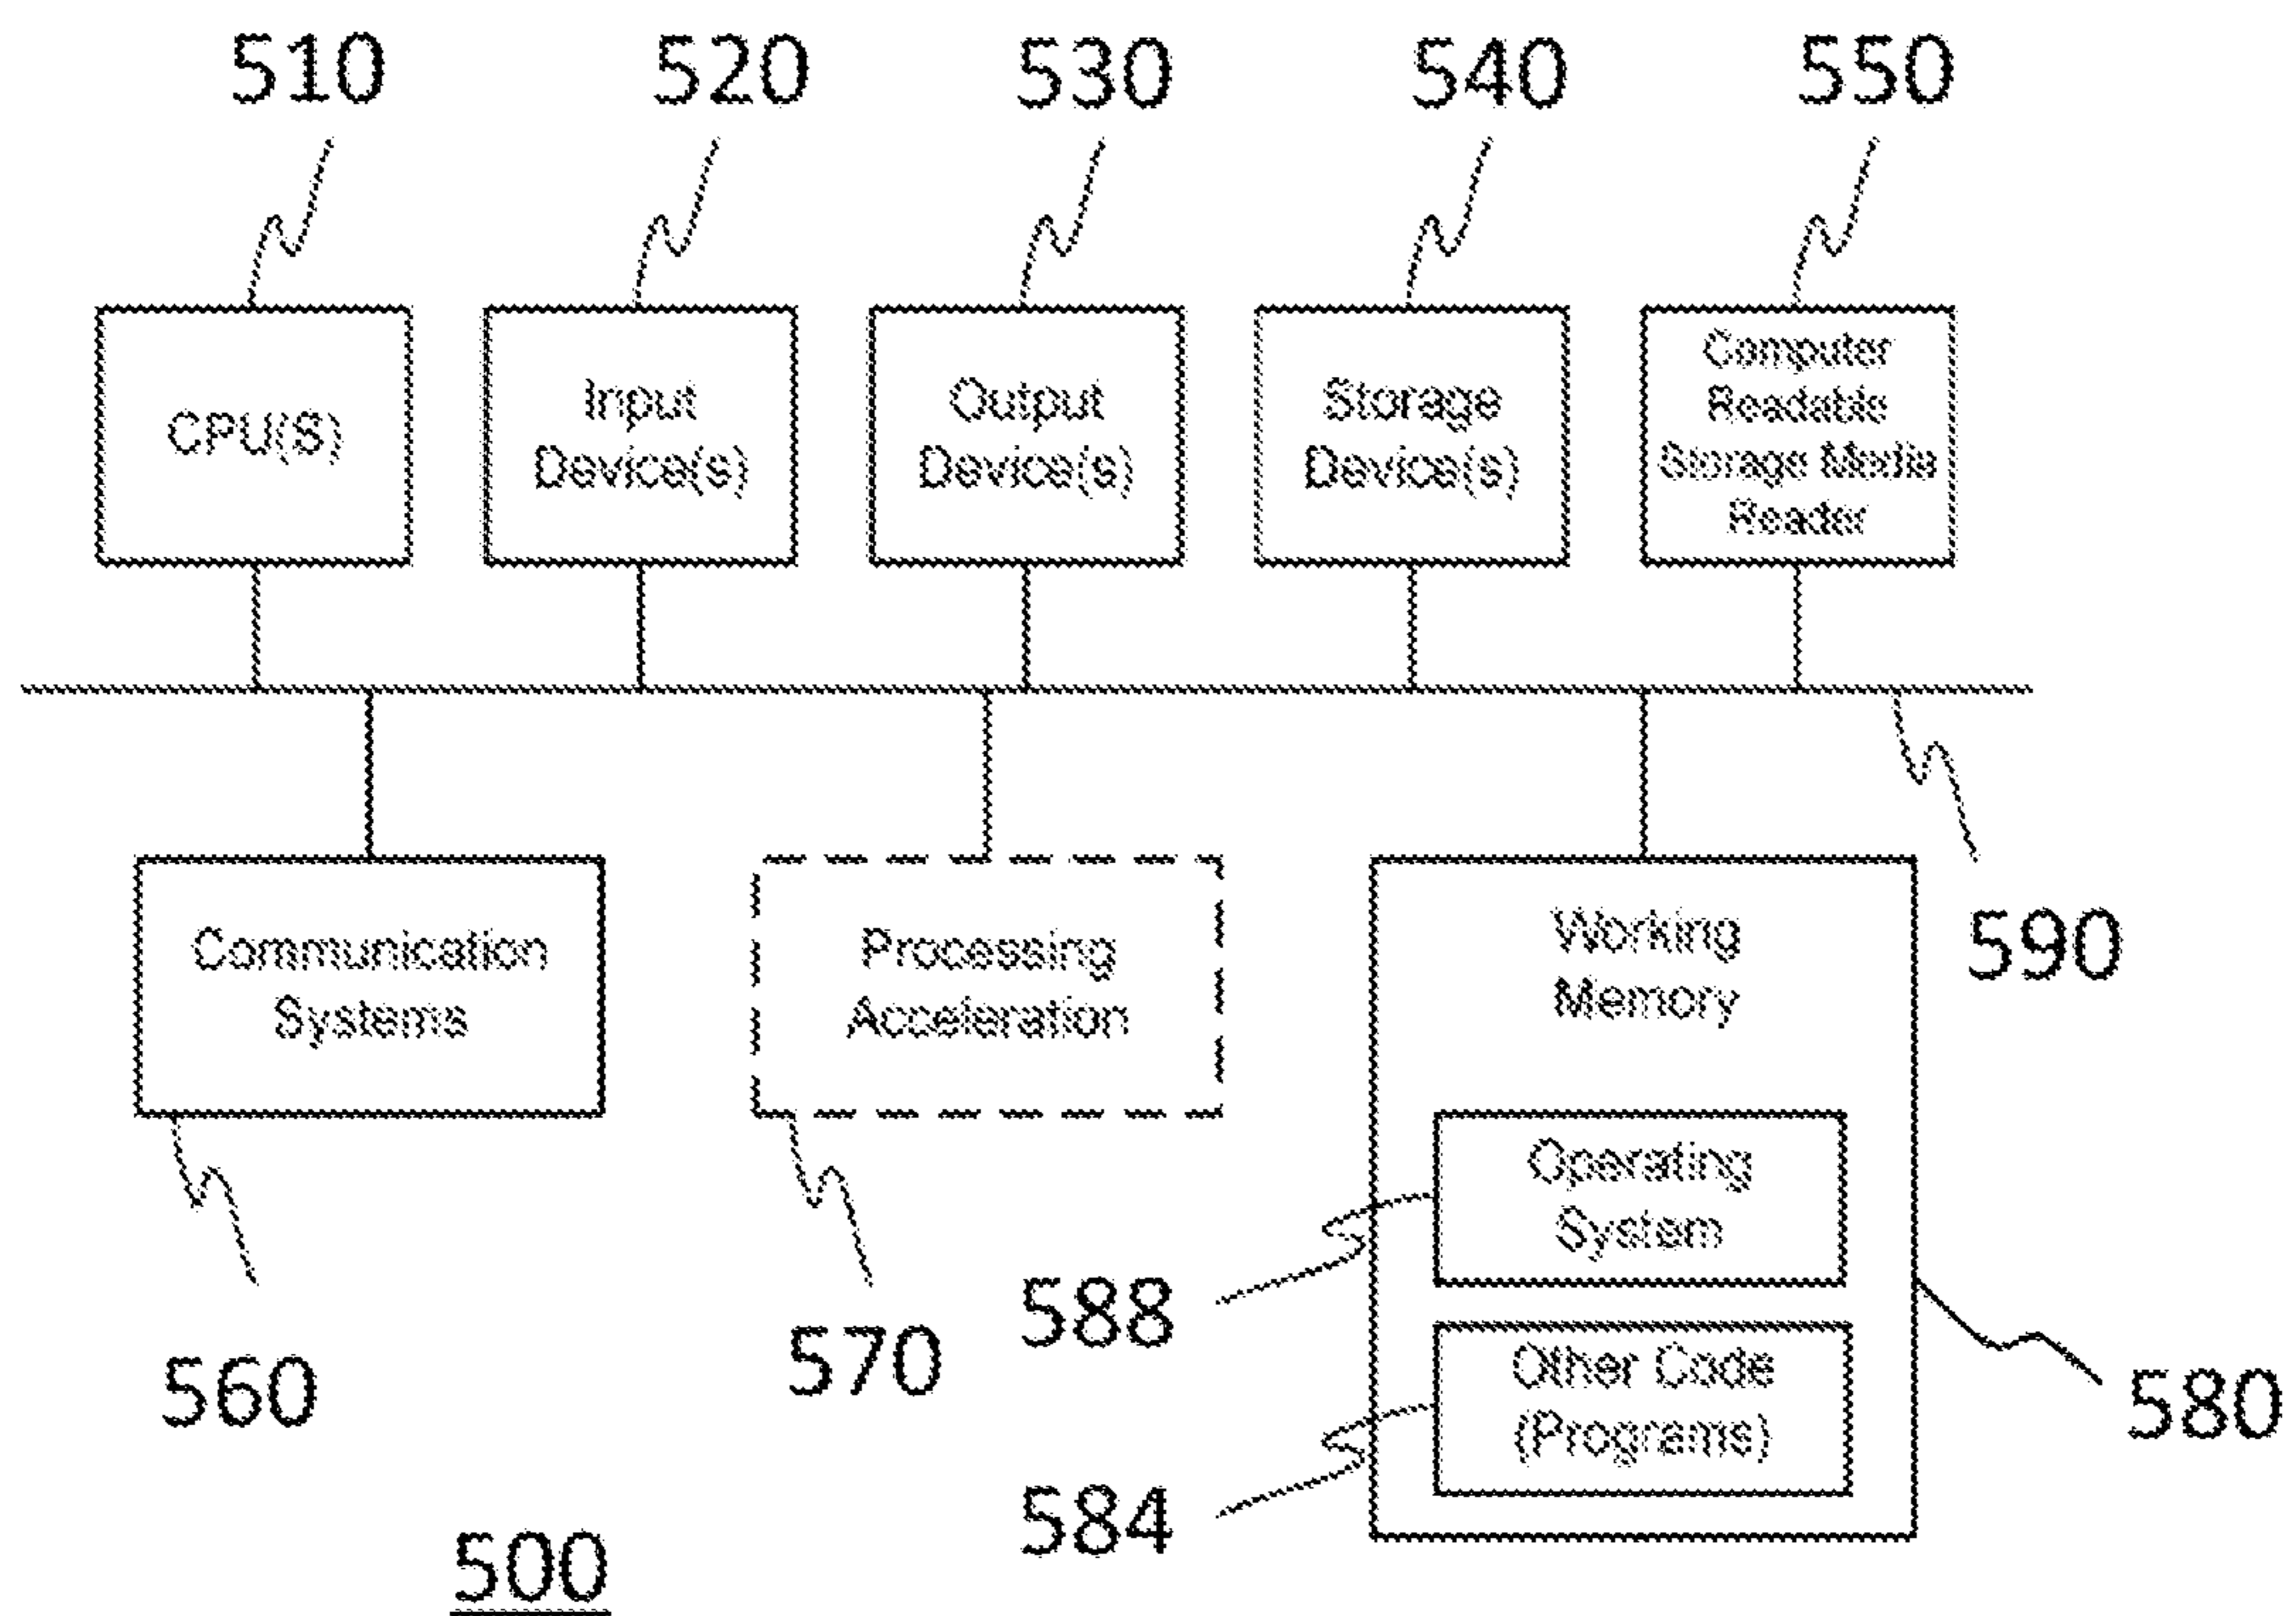 510
520
530
540
550
CPU(S)
Input
Device(s)
Output
Device(s)
Storage
Device(s)
Computer
Readable
Storage Media
Reader
Communication
Systems
Processing
Acceleration
Working
Memory
590
Operating
System
588
Other Code
(Programs)
580
560
570
584
500